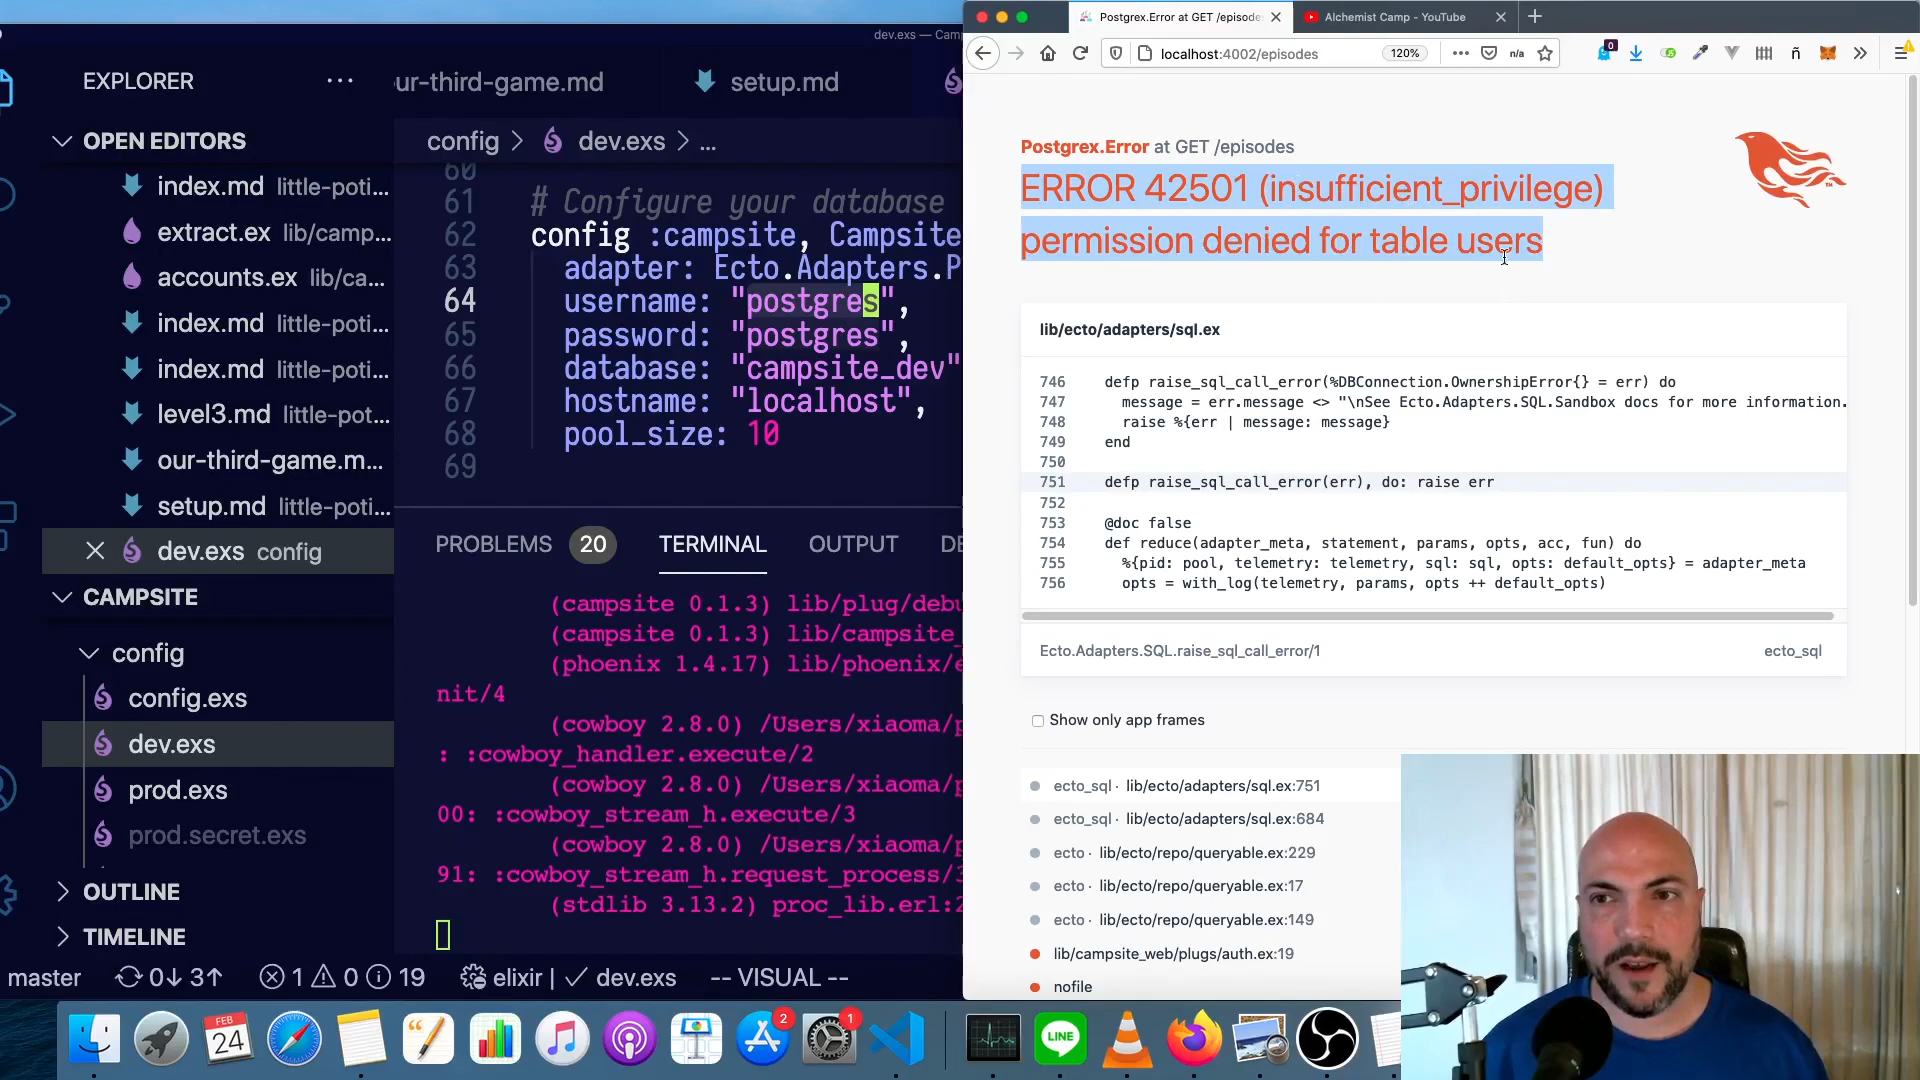 dev.exs — Camp
EXPLORER
OPEN EDITORS
index.md little-poti...
extract.ex lib/camp...
accounts.ex lib/ca...
index.md little-poti...
index.md little-poti...
level3.md little-pot...
our-third-game.m...
setup.md little-poti...
dev.exs config
CAMPSITE
config
config.exs
dev.exs
prod.exs
prod.secret.exs
OUTLINE
TIMELINE
ur-third-game.md
setup.md
config > dev.exs > ...
60
61 # Configure your database
62 config :campsite, Campsite
63 adapter: Ecto.Adapters.P
64 username: "postgres",
65 password: "postgres",
66 database: "campsite_dev"
67 hostname: "localhost",
68 pool_size: 10
69
PROBLEMS 20 TERMINAL OUTPUT DE
(campsite 0.1.3) lib/plug/debu
(campsite 0.1.3) lib/campsite_
(phoenix 1.4.17) lib/phoenix/e
nit/4
(cowboy 2.8.0) /Users/xiaoma/p
: :cowboy_handler.execute/2
(cowboy 2.8.0) /Users/xiaoma/p
00: :cowboy_stream_h.execute/3
(cowboy 2.8.0) /Users/xiaoma/p
91: :cowboy_stream_h.request_process/3
(stdlib 3.13.2) proc_lib.erl:2
master 0↓ 3↑ 1 0 19 elixir | ✓ dev.exs -- VISUAL --
Postgrex.Error at GET /episode
Alchemist Camp - YouTube
localhost:4002/episodes
120%
0
n/a
ñ
Postgrex.Error at GET /episodes
ERROR 42501 (insufficient_privilege)
permission denied for table users
lib/ecto/adapters/sql.ex
746 defp raise_sql_call_error(%DBConnection.OwnershipError{} = err) do
747 message = err.message <> "\nSee Ecto.Adapters.SQL.Sandbox docs for more information.
748 raise %{err | message: message}
749 end
750
751 defp raise_sql_call_error(err), do: raise err
752
753 @doc false
754 def reduce(adapter_meta, statement, params, opts, acc, fun) do
755 %{pid: pool, telemetry: telemetry, sql: sql, opts: default_opts} = adapter_meta
756 opts = with_log(telemetry, params, opts ++ default_opts)
Ecto.Adapters.SQL.raise_sql_call_error/1 ecto_sql
Show only app frames
ecto_sql · lib/ecto/adapters/sql.ex:751
ecto_sql · lib/ecto/adapters/sql.ex:684
ecto · lib/ecto/repo/queryable.ex:229
ecto · lib/ecto/repo/queryable.ex:17
ecto · lib/ecto/repo/queryable.ex:149
lib/campsite_web/plugs/auth.ex:19
nofile
FEB
24
2
1
LINE